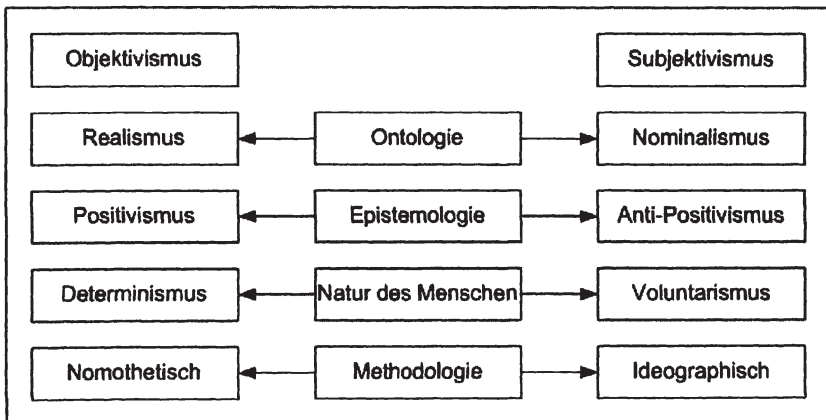 Objektivismus Subjektivismus
Realismus Ontologie Nominalismus
Positivismus Epistemologie Anti-Positivismus
Determinismus Natur des Menschen Voluntarismus
Nomothetisch Methodologie Ideographisch